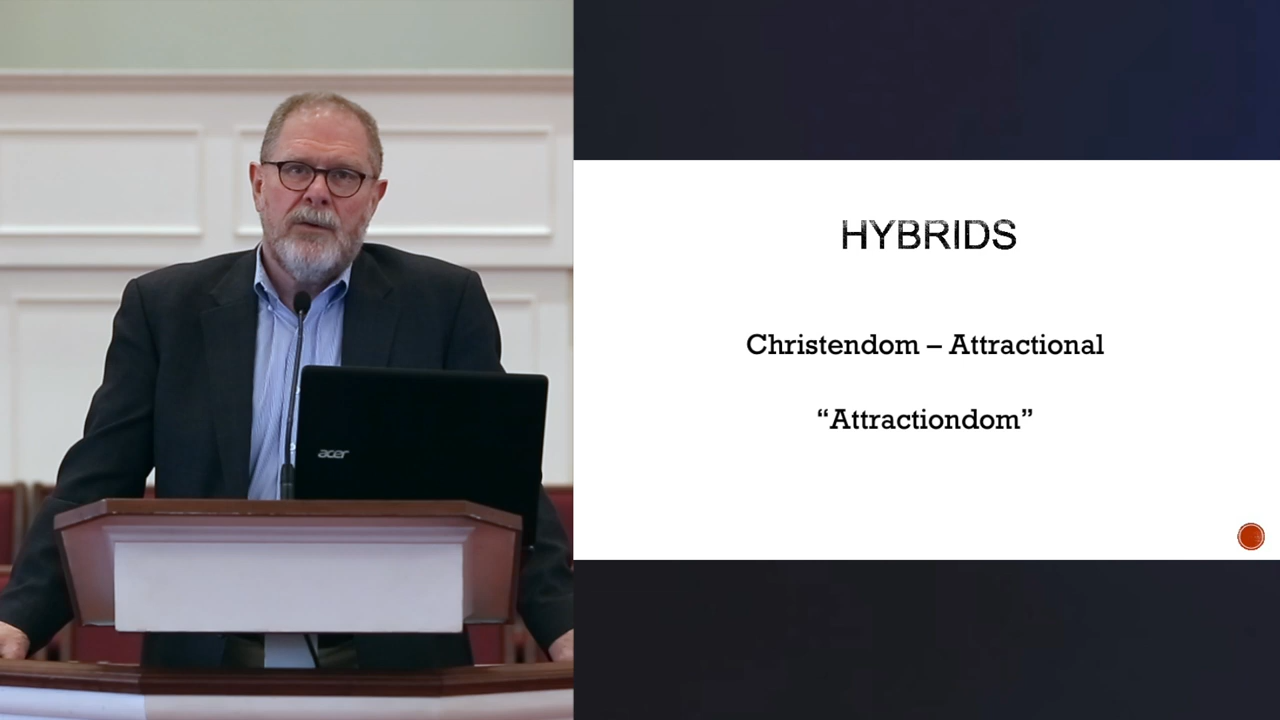 acer
HYBRIDS
Christendom – Attractional
“Attractiondom”